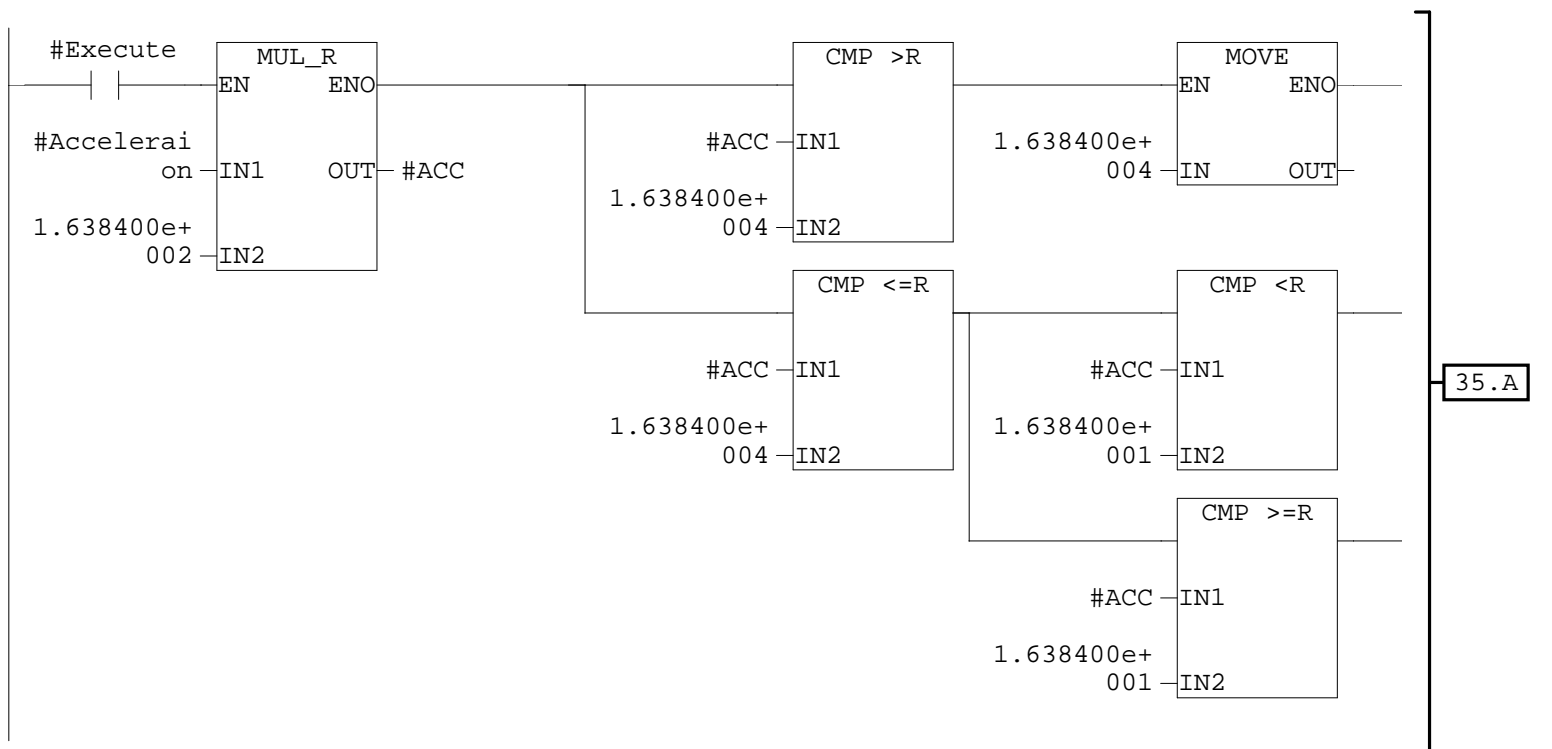 #Execute
MUL_R
CMP >R
MOVE
EN ENO
EN ENO
#Accelerai
on
IN1 OUT #ACC
#ACC IN1
1.638400e+
004 IN OUT
1.638400e+
002 IN2
1.638400e+
004 IN2
CMP <=R
CMP <R
#ACC IN1
#ACC IN1
35.A
1.638400e+
004 IN2
1.638400e+
001 IN2
CMP >=R
#ACC IN1
1.638400e+
001 IN2